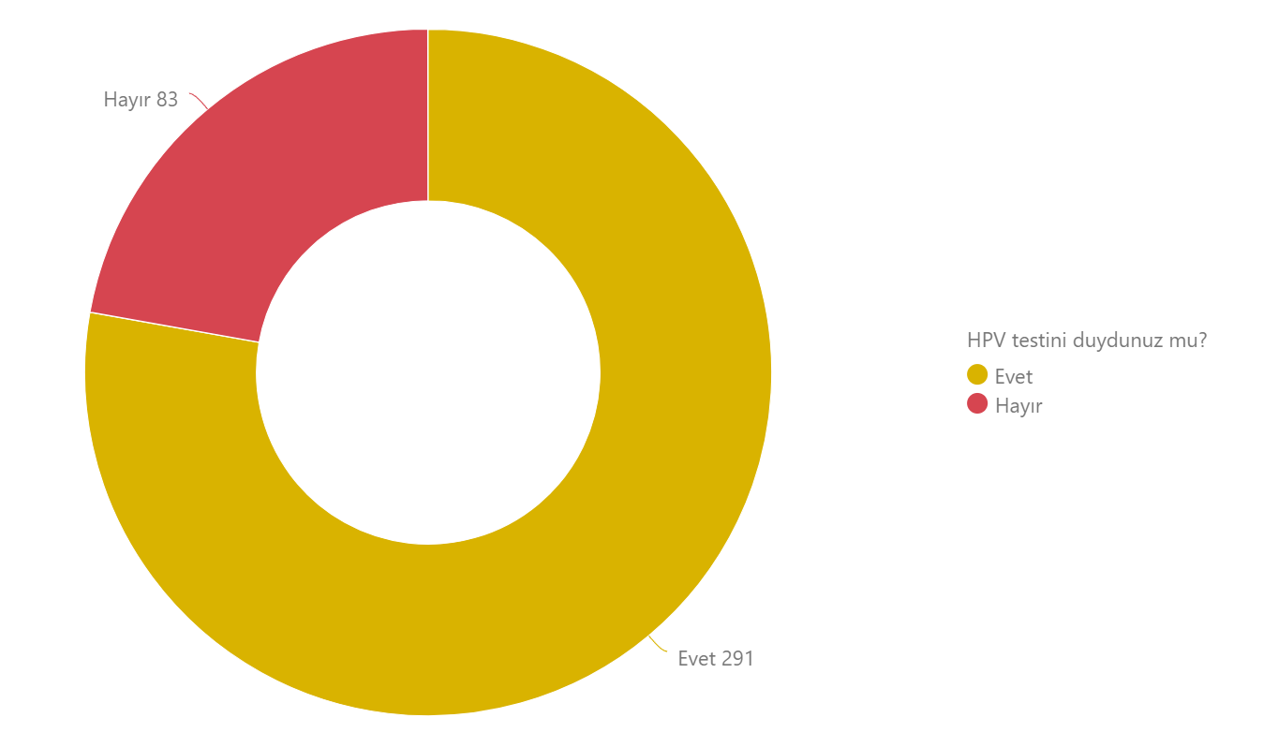 Hayır 83
HPV testini duydunuz mu?
Evet
Hayır
Evet 291